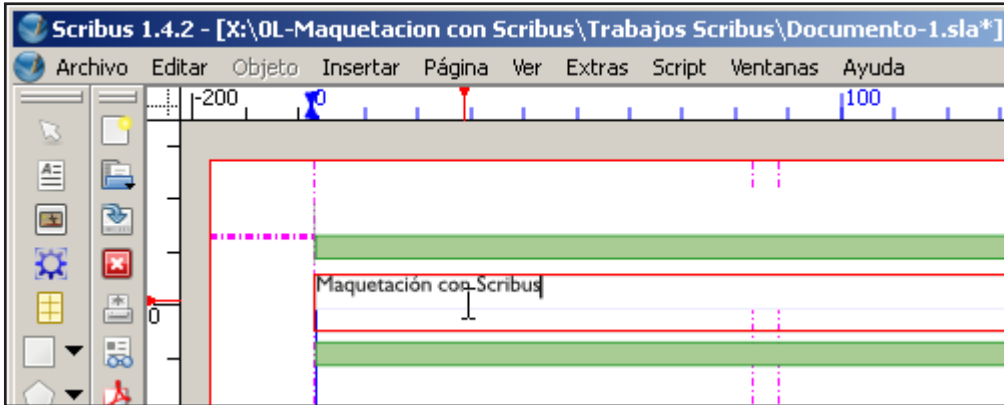 Scribus 1.4.2 - [X:\0L-Maquetacion con Scribus\Trabajos Scribus\Documento-1.sla*]
Archivo Editar Objeto Insertar Página Ver Extras Script Ventanas Ayuda
-200 0 100
Maquetación con Scribus
0